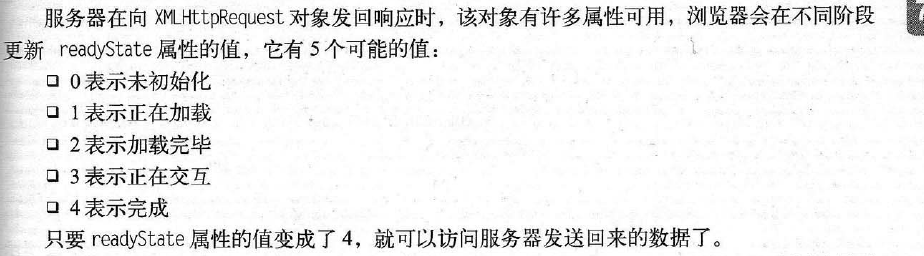 服务器在向 XMLHttpRequest 对象发回响应时，该对象有许多属性可用，浏览器会在不同阶段
更新 readyState 属性的值，它有 5 个可能的值：
❑ 0 表示未初始化
❑ 1 表示正在加载
❑ 2 表示加载完毕
❑ 3 表示正在交互
❑ 4 表示完成
只要 readyState 属性的值变成了 4，就可以访问服务器发送回来的数据了。